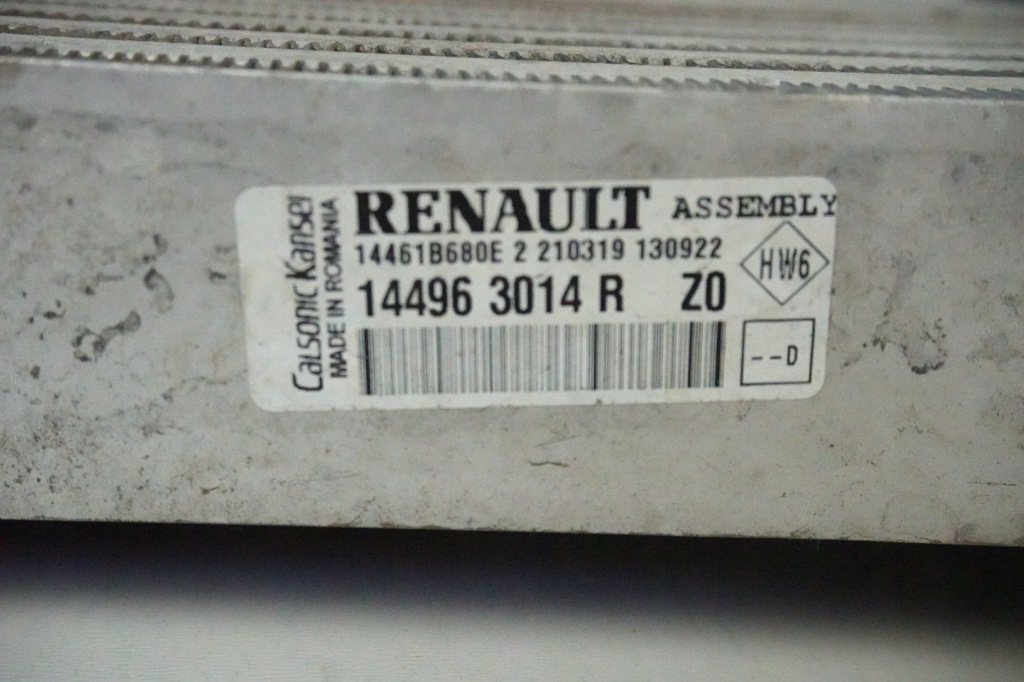 Calsonic Kansei
MADE IN ROMANIA
RENAULT ASSEMBLY
14461B680E 2 210319 130922
14496 3014 R Z0
HW6
--D